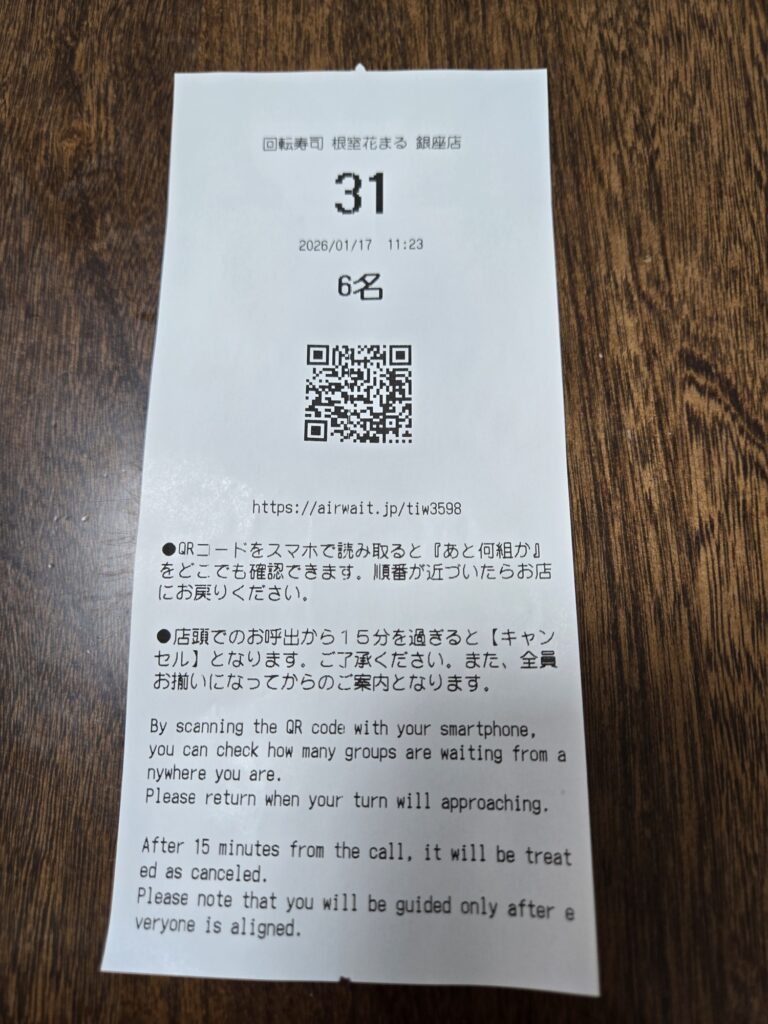 回転寿司 根室花まる 銀座店
31
2026/01/17 11:23
6名
https://airwait.jp/tiw3598
●QRコードをスマホで読み取ると『あと何組か』
をどこでも確認できます。順番が近づいたらお店
にお戻りください。
●店頭でのお呼出から１５分を過ぎると【キャン
セル】となります。ご了承ください。また、全員
お揃いになってからのご案内となります。
By scanning the QR code with your smartphone,
you can check how many groups are waiting from a
nywhere you are.
Please return when your turn will approaching.
After 15 minutes from the call, it will be treat
ed as canceled.
Please note that you will be guided only after e
veryone is aligned.